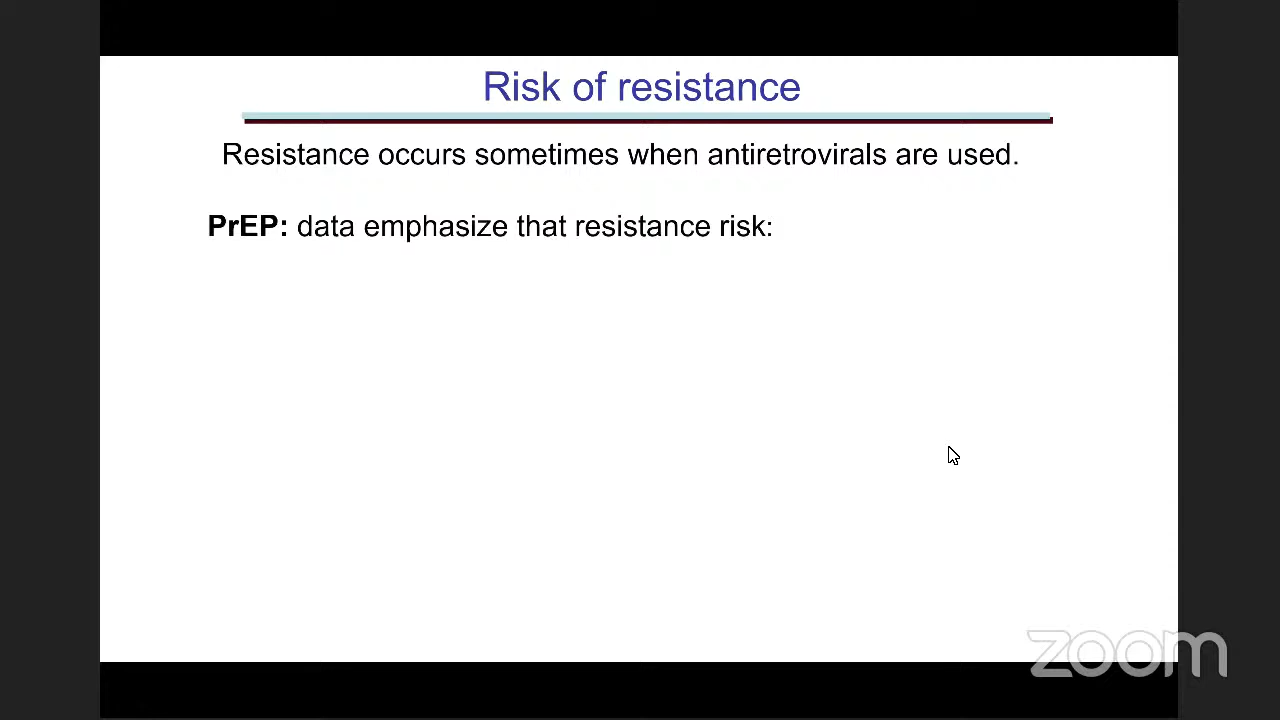 Risk of resistance
Resistance occurs sometimes when antiretrovirals are used.
PrEP: data emphasize that resistance risk:
zoom